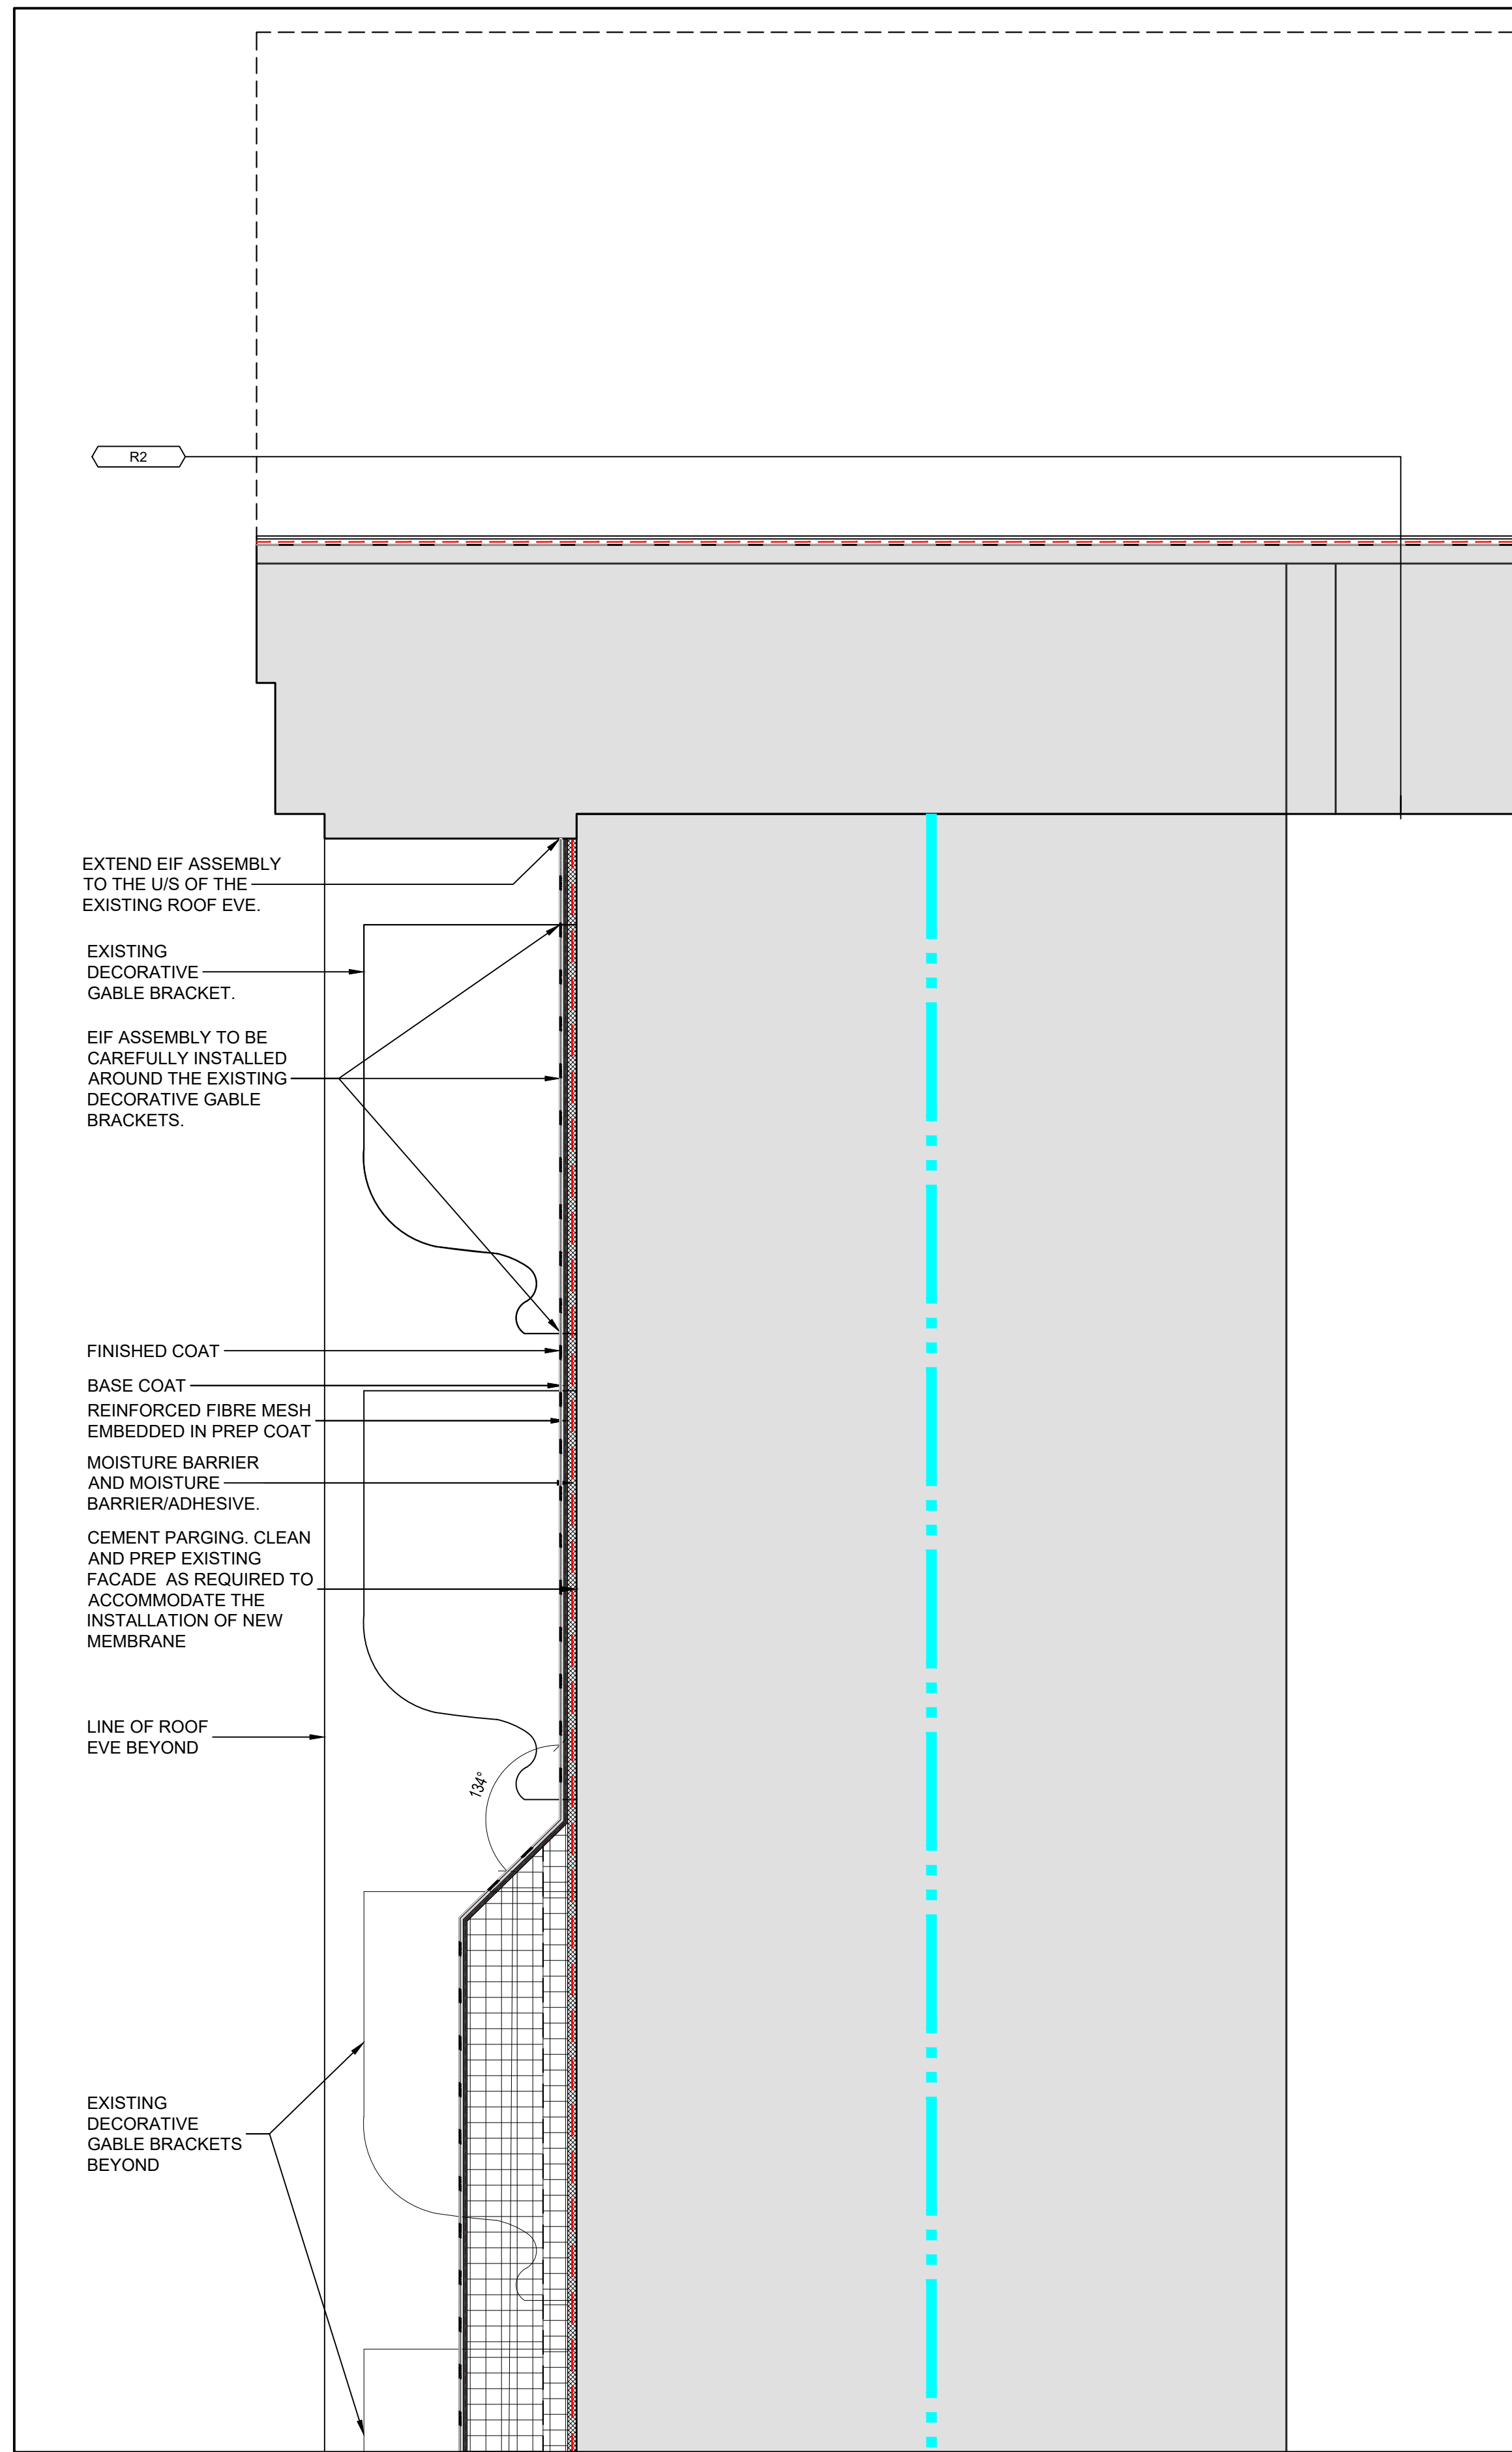 R2
EXTEND EIF ASSEMBLY
TO THE U/S OF THE
EXISTING ROOF EVE.
EXISTING
DECORATIVE
GABLE BRACKET.
EIF ASSEMBLY TO BE
CAREFULLY INSTALLED
AROUND THE EXISTING
DECORATIVE GABLE
BRACKETS.
FINISHED COAT
BASE COAT
REINFORCED FIBRE MESH
EMBEDDED IN PREP COAT
MOISTURE BARRIER
AND MOISTURE
BARRIER/ADHESIVE.
CEMENT PARGING. CLEAN
AND PREP EXISTING
FACADE AS REQUIRED TO
ACCOMMODATE THE
INSTALLATION OF NEW
MEMBRANE
LINE OF ROOF
EVE BEYOND
134°
EXISTING
DECORATIVE
GABLE BRACKETS
BEYOND